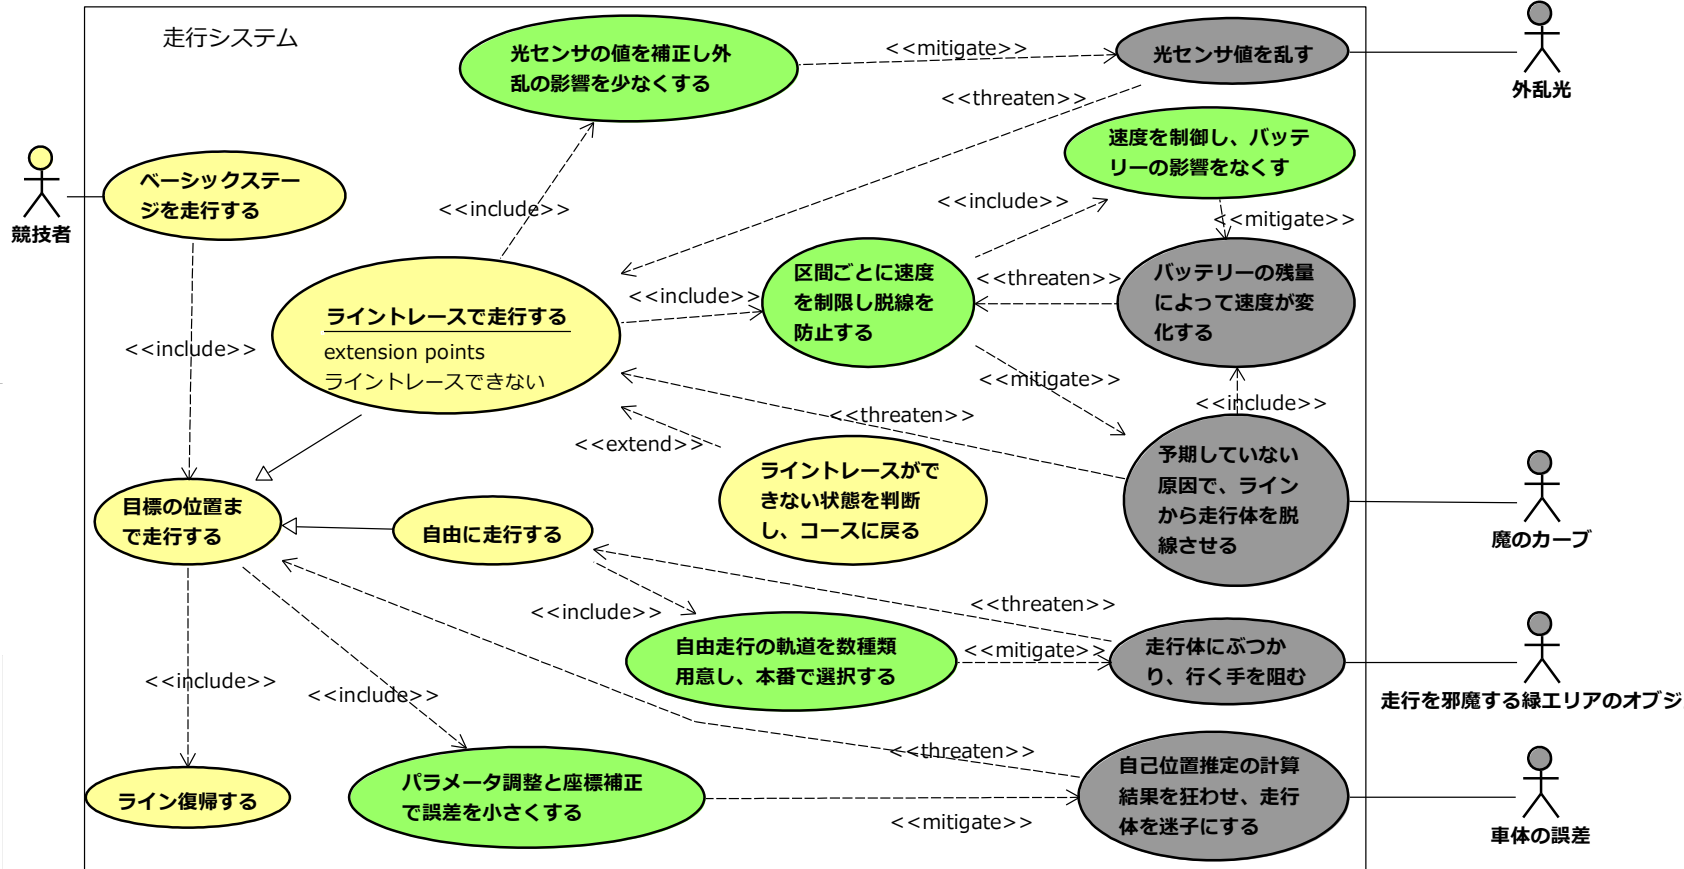 走行システム
光センサの値を補正し外
乱の影響を少なくする
<<mitigate>>
光センサ値を乱す
外乱光
<<threaten>>
速度を制御し、バッテ
リーの影響をなくす
競技者
ベーシックステー
ジを走行する
<<include>>
<<include>>
<<mitigate>>
区間ごとに速度
を制限し脱線を
防止する
<<threaten>>
バッテリーの残量
によって速度が変
化する
<<include>>
ライントレースで走行する
extension points
ライントレースできない
<<include>>
<<mitigate>>
<<include>>
<<threaten>>
<<extend>>
ライントレースがで
きない状態を判断
し、コースに戻る
予期していない
原因で、ライン
から走行体を脱
線させる
魔のカーブ
目標の位置ま
で走行する
自由に走行する
<<include>>
<<threaten>>
自由走行の軌道を数種類
用意し、本番で選択する
<<mitigate>>
走行体にぶつか
り、行く手を阻む
走行を邪魔する緑エリアのオブジ
<<include>>
<<include>>
<<threaten>>
ライン復帰する
パラメータ調整と座標補正
で誤差を小さくする
<<mitigate>>
自己位置推定の計算
結果を狂わせ、走行
体を迷子にする
車体の誤差